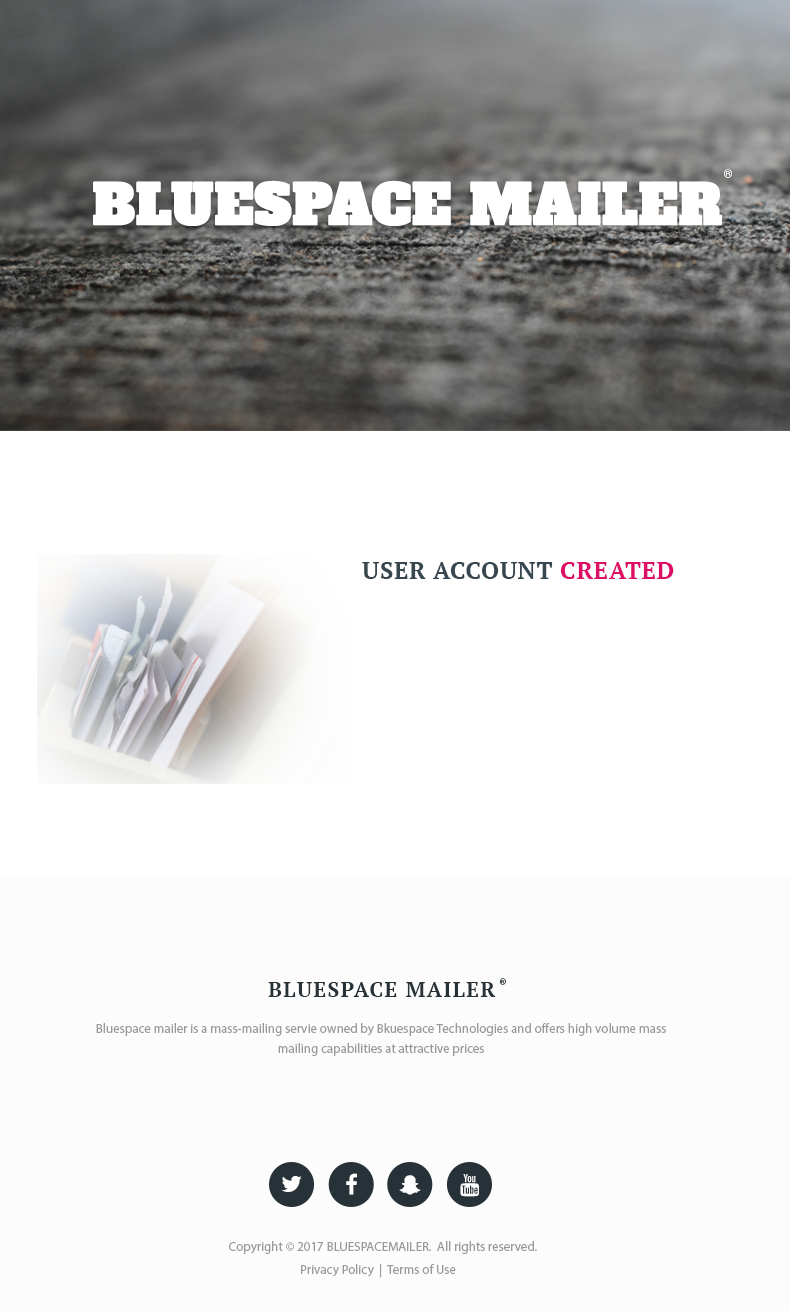 BLUESPACE MAILER®
USER ACCOUNT CREATED
BLUESPACE MAILER®
Bluespace mailer is a mass-mailing servie owned by Bkuespace Technologies and offers high volume mass
mailing capabilities at attractive prices
You
Tube
Copyright © 2017 BLUESPACEMAILER. All rights reserved.
Privacy Policy | Terms of Use